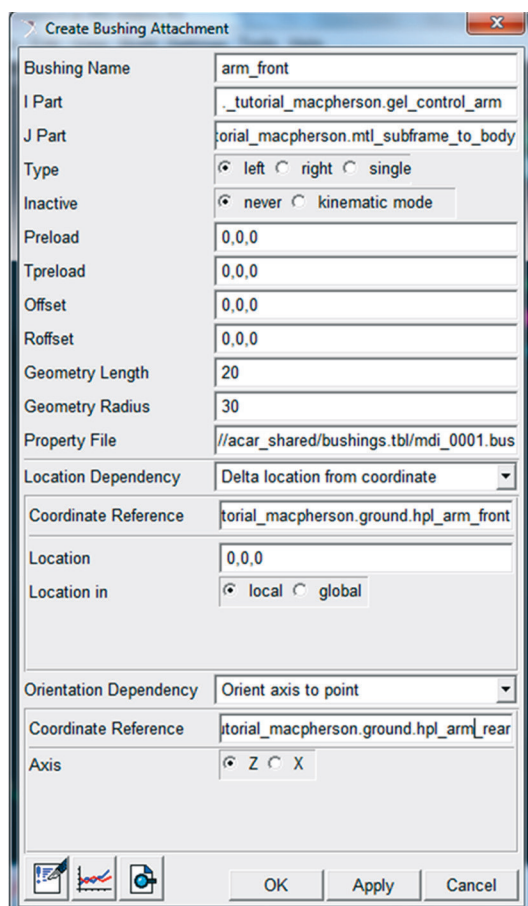 Create Bushing Attachment
Bushing Name arm_front
I Part ._tutorial_macpherson.gel_control_arm
J Part torial_macpherson.mtl_subframe_to_body
Type left right single
Inactive never kinematic mode
Preload 0,0,0
Tpreload 0,0,0
Offset 0,0,0
Roffset 0,0,0
Geometry Length 20
Geometry Radius 30
Property File //acar_shared/bushings.tbl/mdi_0001.bus
Location Dependency Delta location from coordinate
Coordinate Reference torial_macpherson.ground.hpl_arm_front
Location 0,0,0
Location in local global
Orientation Dependency Orient axis to point
Coordinate Reference utorial_macpherson.ground.hpl_arm_rear
Axis Z X
OK Apply Cancel